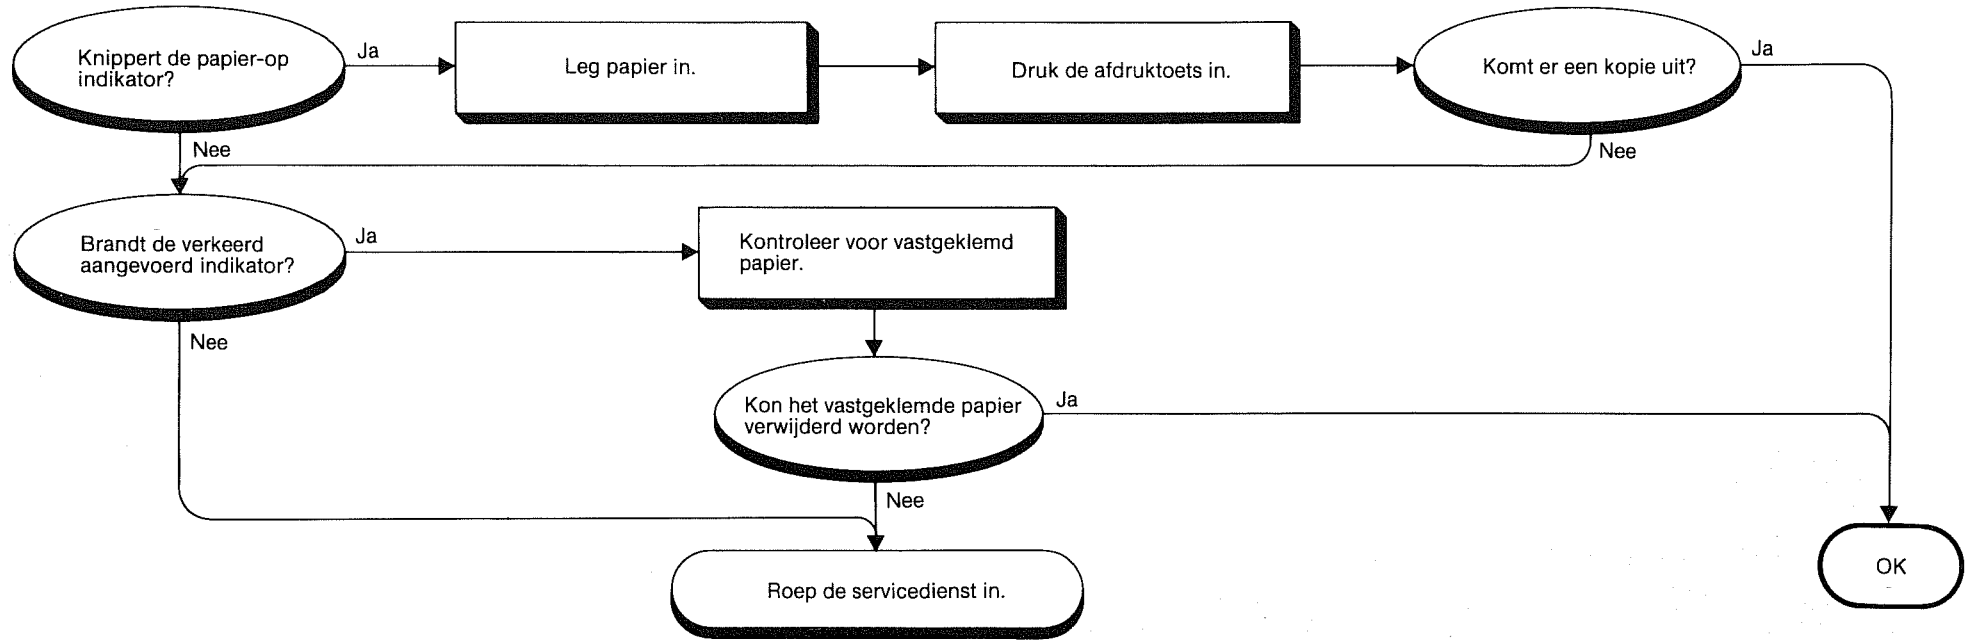 Knippert de papier-op
indikator?
Ja
Leg papier in.
Druk de afdruktoets in.
Komt er een kopie uit?
Ja
Nee
Nee
Brandt de verkeerd
aangevoerd indikator?
Ja
Kontroleer voor vastgeklemd
papier.
Nee
Kon het vastgeklemde papier
verwijderd worden?
Ja
Nee
Roep de servicedienst in.
OK